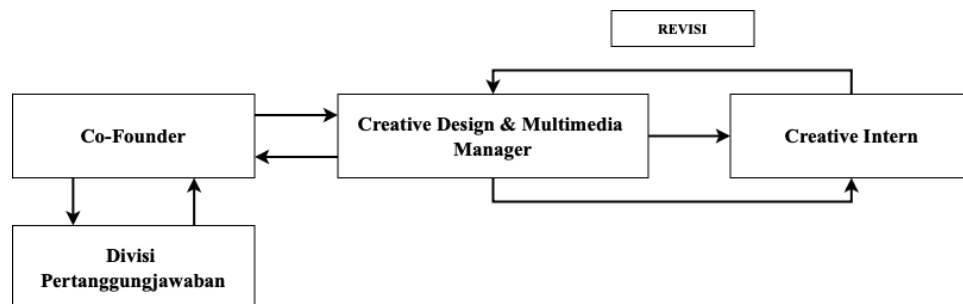 REVISI
Co-Founder
Creative Design & Multimedia
Manager
Creative Intern
Divisi
Pertanggungjawaban